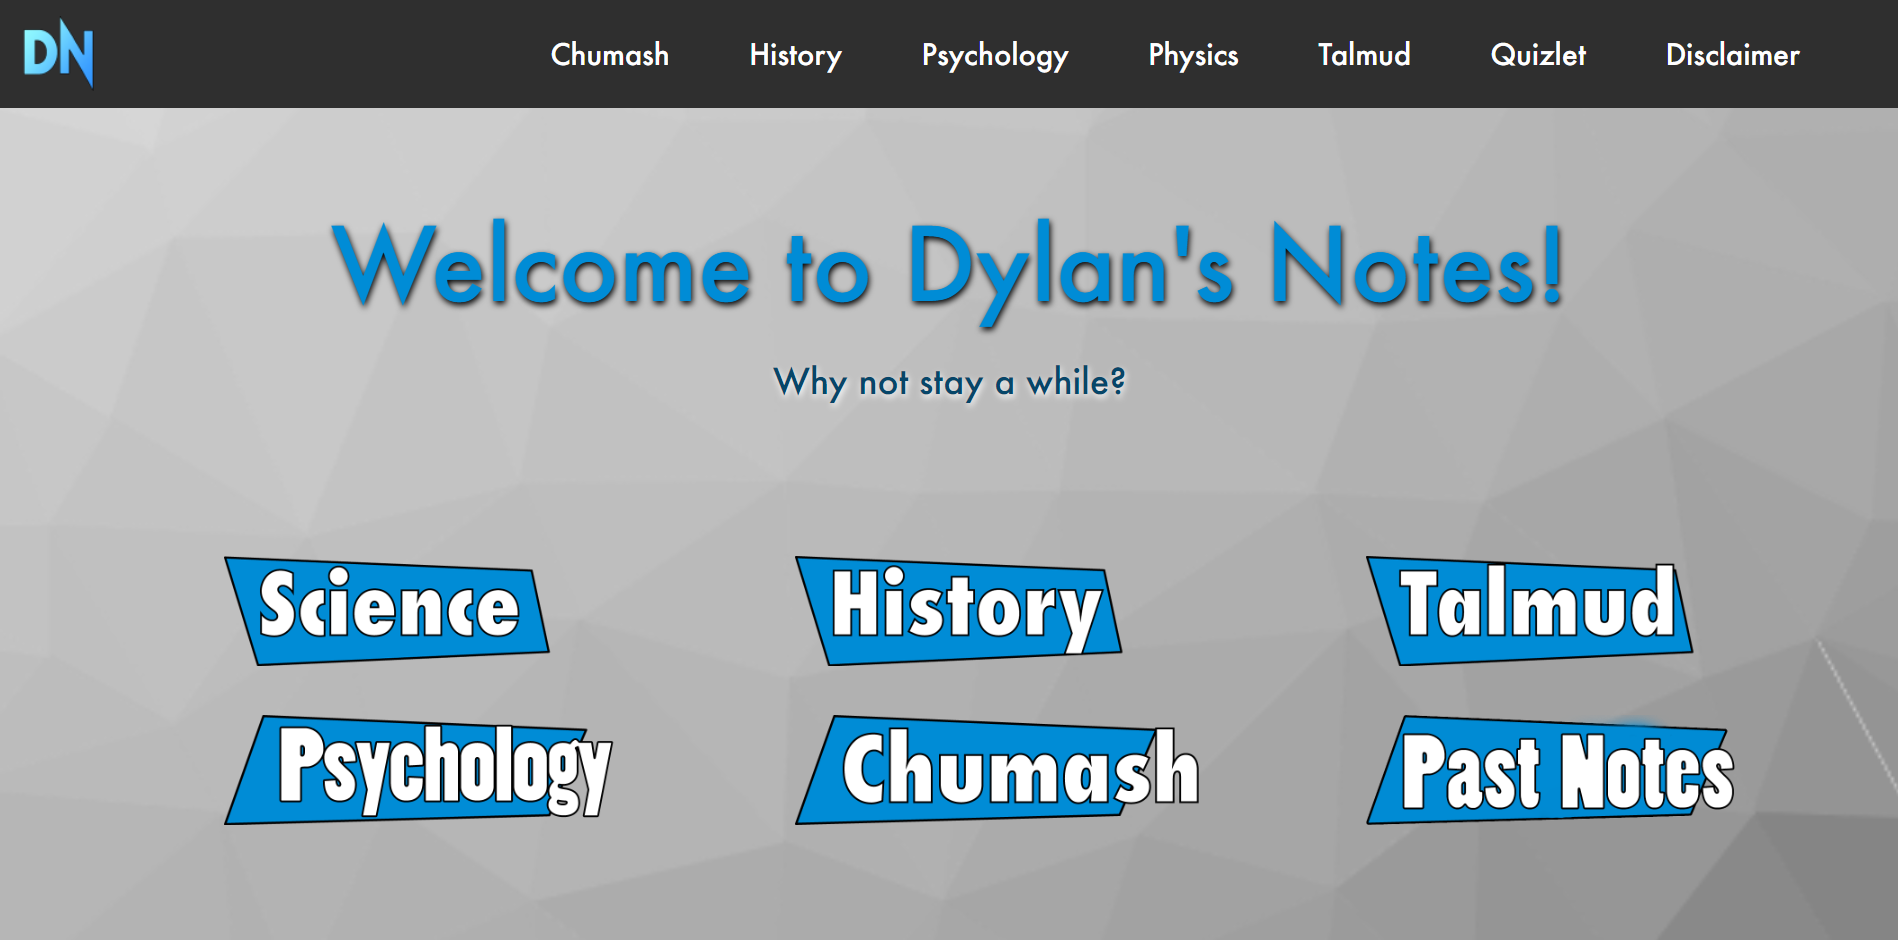 DN
Chumash History Psychology Physics Talmud Quizlet Disclaimer
Welcome to Dylan's Notes!
Why not stay a while?
Science History Talmud
Psychology Chumash Past Notes